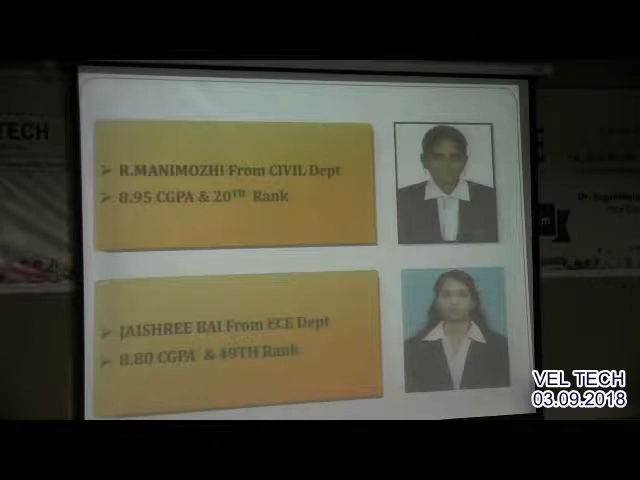 TECH
➢ R.MANIMOZHI From CIVIL Dept
➢ 8.95 CGPA & 20TH Rank
➢ JAISHREE BAI From ECE Dept
➢ 8.80 CGPA & 49TH Rank
Dr.
VEL TECH
03.09.2018